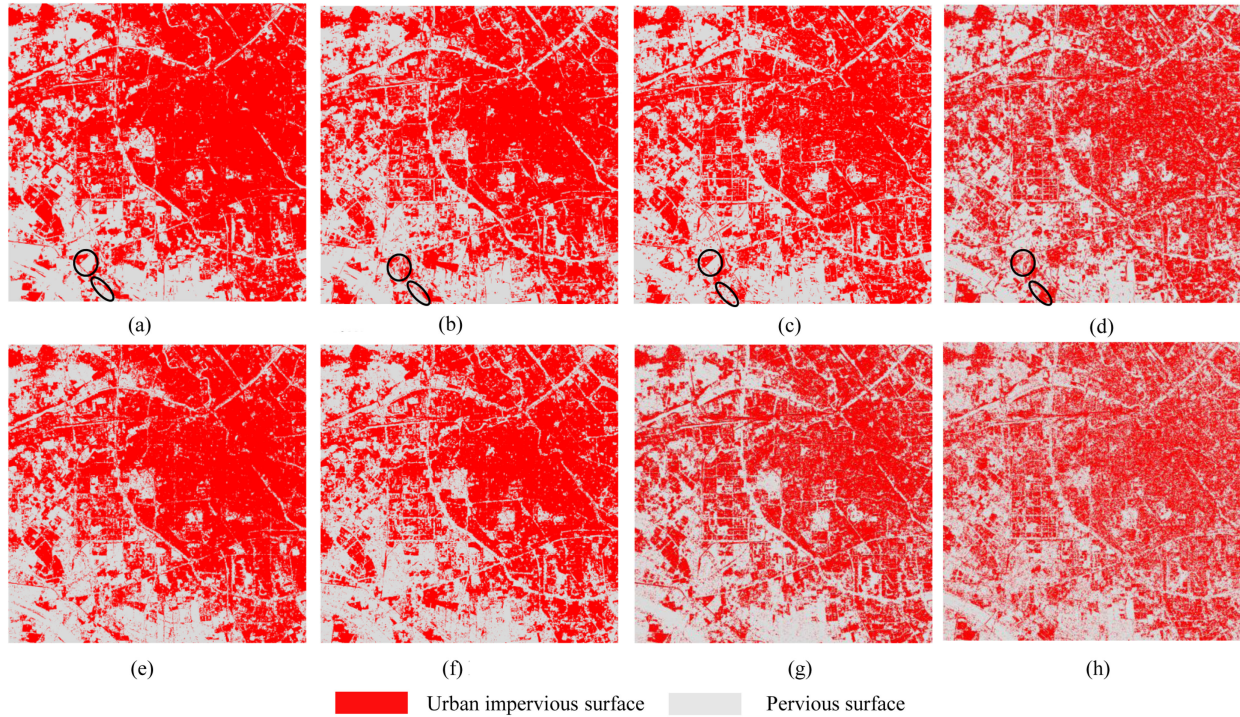 (a) (b) (c) (d)
(e) (f) (g) (h)
Urban impervious surface Pervious surface